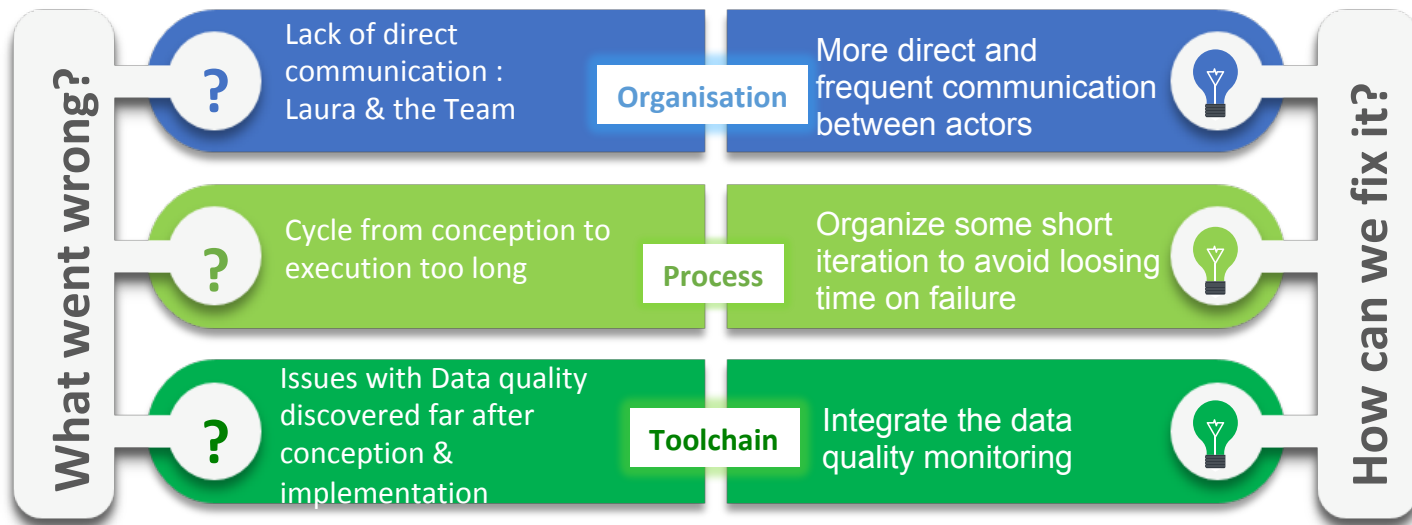 What went wrong?
?
Lack of direct
communication :
Laura & the Team
Organisation
More direct and
frequent communication
between actors
?
Cycle from conception to
execution too long
Process
Organize some short
iteration to avoid loosing
time on failure
?
Issues with Data quality
discovered far after
conception &
implementation
Toolchain
Integrate the data
quality monitoring
How can we fix it?